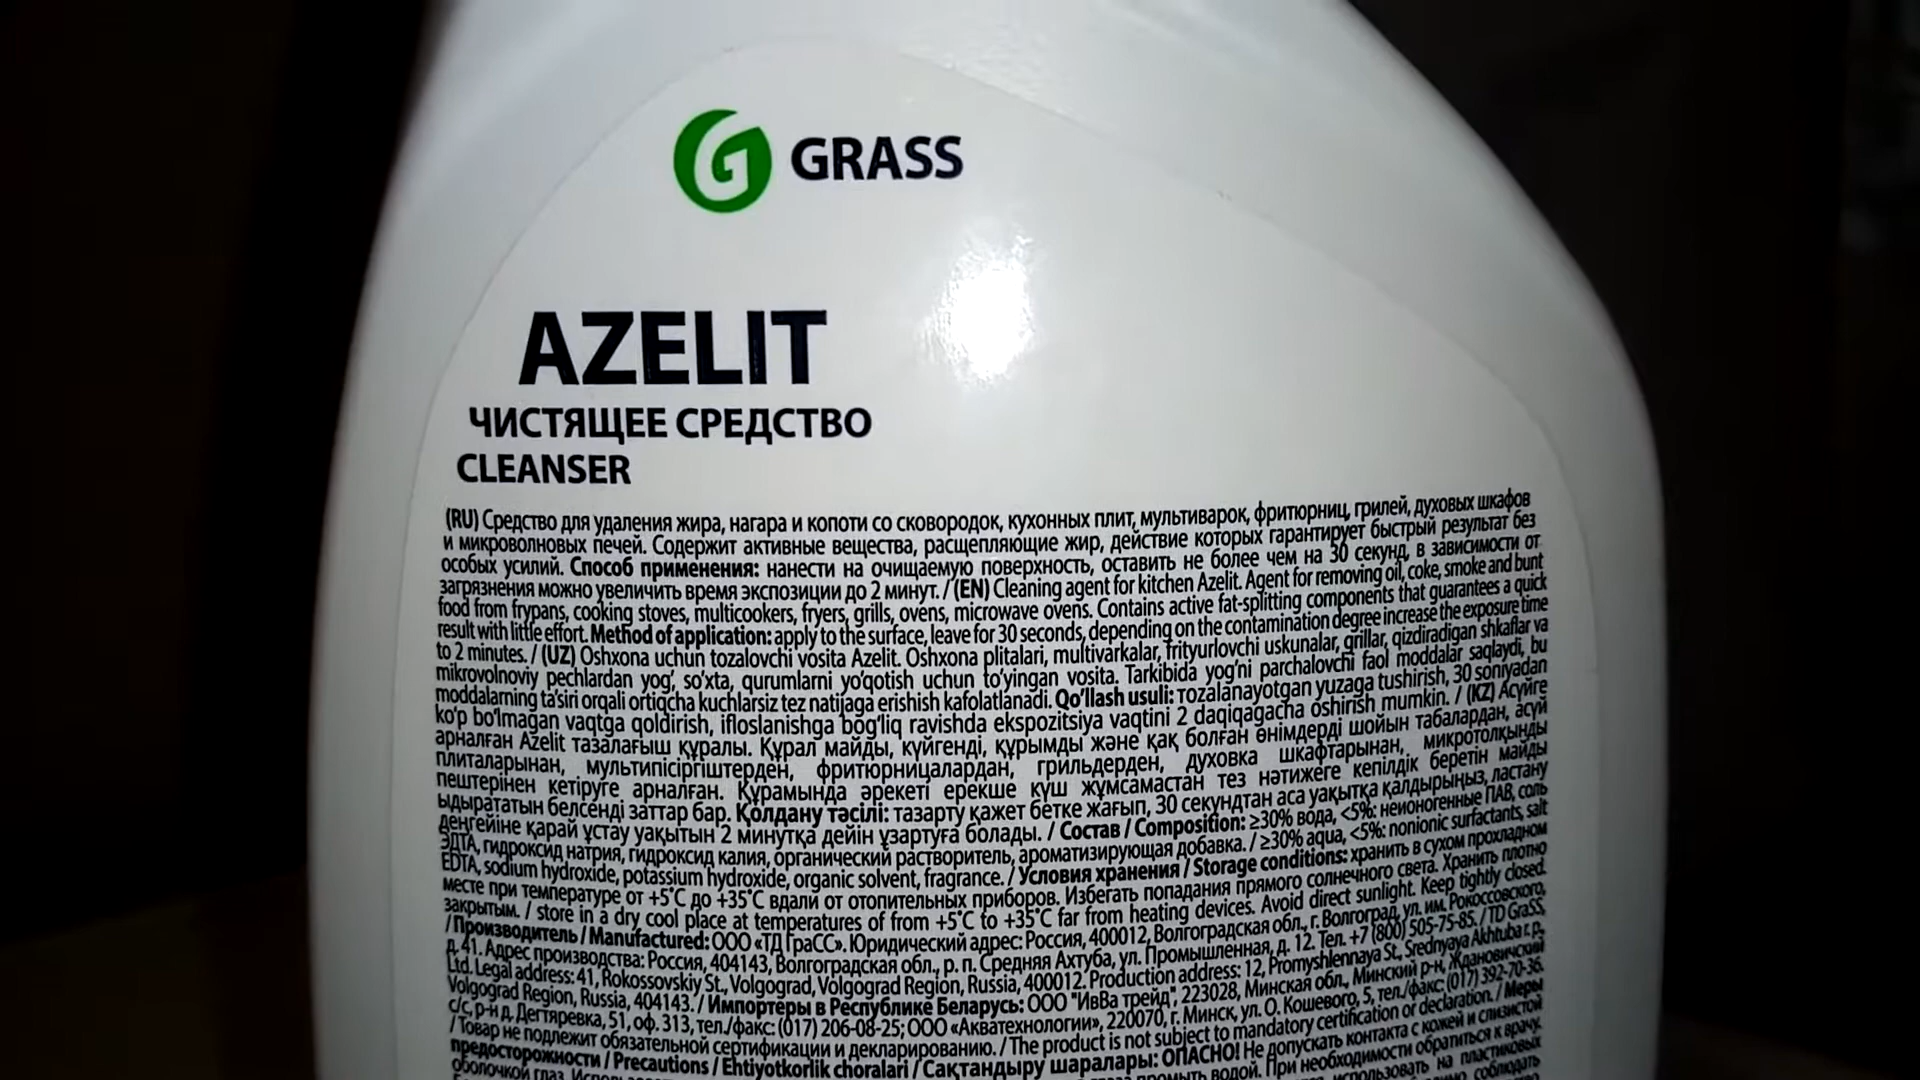 GRASS
AZELIT
ЧИСТЯЩЕЕ СРЕДСТВО
CLEANSER
(RU) Средство для удаления жира, нагара и копоти со сковородок, кухонных плит, мультиварок, фритюрниц, грилей, духовых шкафов
и микроволновых печей. Содержит активные вещества, расщепляющие жир, действие которых гарантирует быстрый результат без
особых усилий. Способ применения: нанести на очищаемую поверхность, оставить не более чем на 30 секунд, в зависимости от
загрязнения можно увеличить время экспозиции до 2 минут. / (EN) Cleaning agent for kitchen Azelit. Agent for removing oil, coke, smoke and bunt
food from frypans, cooking stoves, multicookers, fryers, grills, ovens, microwave ovens. Contains active fat-splitting components that guarantees a quick
result with little effort. Method of application: apply to the surface, leave for 30 seconds, depending on the contamination degree increase the exposure time
to 2 minutes. / (UZ) Oshxona uchun tozalovchi vosita Azelit. Oshxona plitalari, multivarkalar, frityurlovchi uskunalar, grillar, qizdiradigan shkaflar va
mikrovolnoviy pechlardan yog', so'xta, qurumlarni yo'qotish uchun to'yingan vosita. Tarkibida yog'ni parchalovchi faol moddalar saqlaydi, bu
moddalarning ta'siri orqali ortiqcha kuchlarsiz tez natijaga erishish kafolatlanadi. Qo'llash usuli: tozalanayotgan yuzaga tushirish, 30 soniyadan
ko'p bo'lmagan vaqtga qoldirish, ifloslanishga bog'liq ravishda ekspozitsiya vaqtini 2 daqiqagacha oshirish mumkin. / (KZ) Асүйге
арналған Azelit тазалағыш құралы. Құрал майды, күйгенді, құрымды және қақ болған өнімдерді шойын табалардан, асүй
плиталарынан, мультипісіргіштерден, фритюрницалардан, грильдерден, духовка шкафтарынан, микротолқынды
пештерінен кетіруге арналған. Құрамында әрекеті ерекше күш жұмсамастан тез нәтижеге кепілдік беретін майды
ыдырататын белсенді заттар бар. Қолдану тәсілі: тазарту қажет бетке жағып, 30 секундтан аса уақытқа қалдырыңыз, ластану
деңгейіне қарай ұстау уақытын 2 минутқа дейін ұзартуға болады. / Состав / Composition: ≥30% вода, <5%: неионогенные ПАВ, соль
ЭДТА, гидроксид натрия, гидроксид калия, органический растворитель, ароматизирующая добавка. / ≥30% aqua, <5%: nonionic surfactants, salt
EDTA, sodium hydroxide, potassium hydroxide, organic solvent, fragrance. / Условия хранения / Storage conditions: хранить в сухом прохладном
месте при температуре от +5˚С до +35˚С вдали от отопительных приборов. Избегать попадания прямого солнечного света. Хранить плотно
закрытым. / store in a dry cool place at temperatures of from +5˚C to +35˚C far from heating devices. Avoid direct sunlight. Keep tightly closed.
/ Производитель / Manufactured: ООО «ТД ГраСС». Юридический адрес: Россия, 400012, Волгоградская обл., г. Волгоград, ул. им. Рокоссовского,
д. 41. Адрес производства: Россия, 404143, Волгоградская обл., р. п. Средняя Ахтуба, ул. Промышленная, д. 12. Тел. +7 (800) 505-75-85. / TD GraSS,
Ltd. Legal address: 41, Rokossovskiy St., Volgograd, Volgograd Region, Russia, 400012. Production address: 12, Promyshlennaya St., Srednyaya Akhtuba r.p.,
Volgograd Region, Russia, 404143. / Импортеры в Республике Беларусь: ООО "ИвВа трейд", 223028, Минская обл., Минский р-н, Ждановичский
с/с, р-н д. Дегтяревка, 51, оф. 313, тел./факс: (017) 206-08-25; ООО «Акватехнологии», 220070, г. Минск, ул. О. Кошевого, 5, тел./факс: (017) 392-70-36.
/ Товар не подлежит обязательной сертификации и декларированию. / The product is not subject to mandatory certification or declaration. / Меры
предосторожности / Precautions / Ehtiyotkorlik choralari / Сақтандыру шаралары: ОПАСНО! Не допускать контакта с кожей и слизистой
оболочкой глаз. промыть водой. При необходимости обратиться к врачу.
использовать на пластиковых
соблюдать